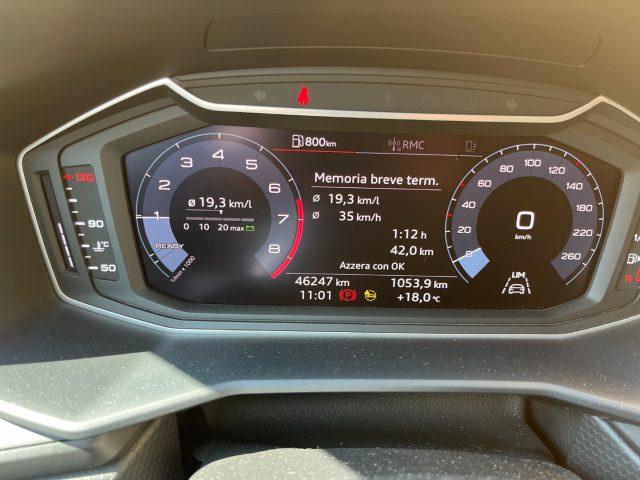 800km
RMC
Memoria breve term.
ø 19,3 km/l
ø 35 km/h
1:12 h
42,0 km
Azzera con OK
46247 km 1053,9 km
11:01 +18,0 °C
1 2 3 4 5 6 7 8
ø 19,3 km/l
0 10 20 max
READY
1/min x 1000
120
90
°C
50
0 20 40 60 80 100 120 140 160 180 200 220 260
0
km/h
LIM
1/
R